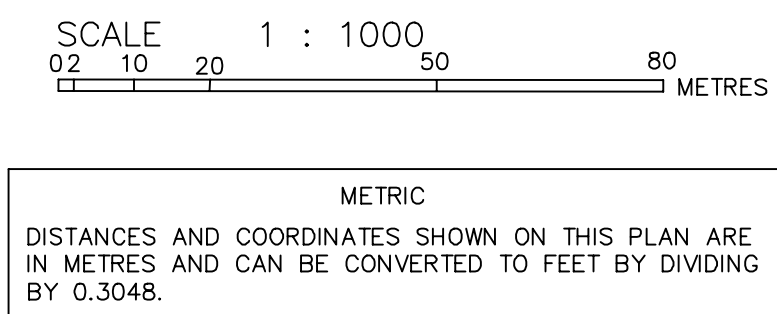 SCALE 1 : 1000
0 2 10 20 50 80
METRES
METRIC
DISTANCES AND COORDINATES SHOWN ON THIS PLAN ARE
IN METRES AND CAN BE CONVERTED TO FEET BY DIVIDING
BY 0.3048.